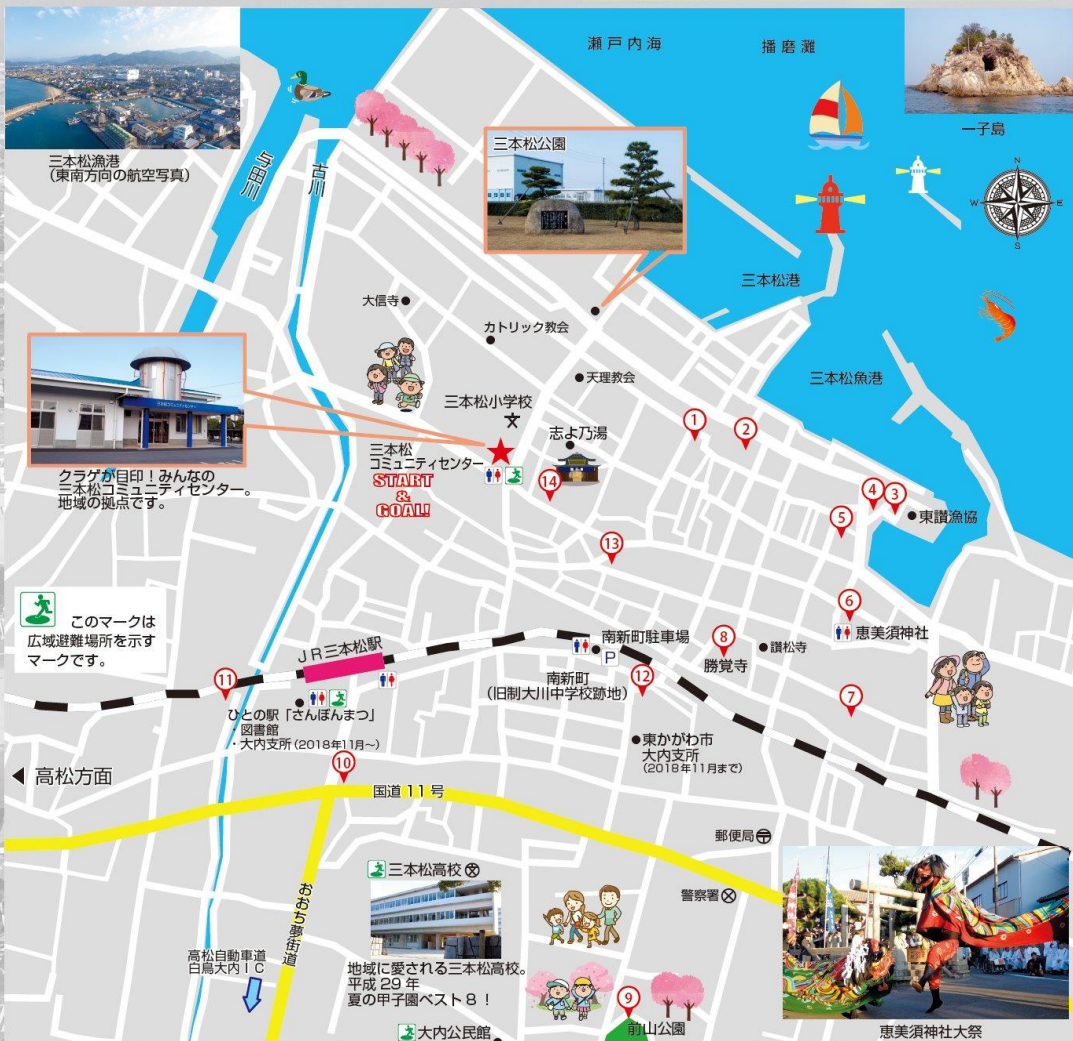 瀬戸内海
播磨灘
一子島
三本松漁港
(東南方向の航空写真)
与田川
古川
三本松公園
N
W
E
S
三本松港
大信寺
カトリック教会
天理教会
三本松魚港
三本松小学校
文
志よ乃湯
三本松
コミュニティセンター
START
&
GOAL!
クラゲが目印!みんなの
三本松コミュニティセンター。
地域の拠点です。
1
2
3
4
5
東讃漁協
14
13
6
恵美須神社
このマークは
広域避難場所を示す
マークです。
JR三本松駅
南新町駐車場
P
8
勝覚寺
讃松寺
南新町
(旧制大川中学校跡地)
12
7
11
ひとの駅「さんぼんまつ」
・図書館
・大内支所(2018年11月~)
東かがわ市
大内支所
(2018年11月まで)
高松方面
10
国道11号
郵便局
警察署
おおち夢街道
三本松高校
高松自動車道
白鳥大内IC
地域に愛される三本松高校。
平成29年
夏の甲子園ベスト8!
9
前山公園
大内公民館
恵美須神社大祭